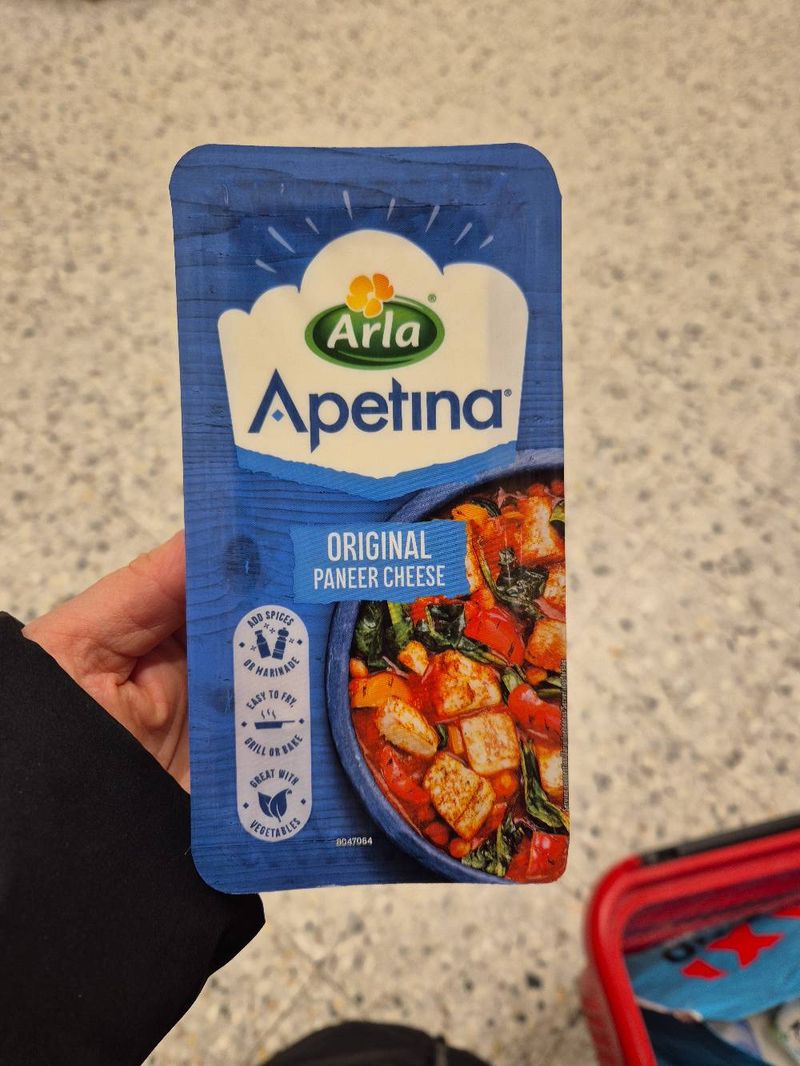 Arla®
Apetina®
ORIGINAL
PANEER CHEESE
ADD SPICES
OR MARINADE
EASY TO FRY,
GRILL OR BAKE
GREAT WITH
VEGETABLES
8047064